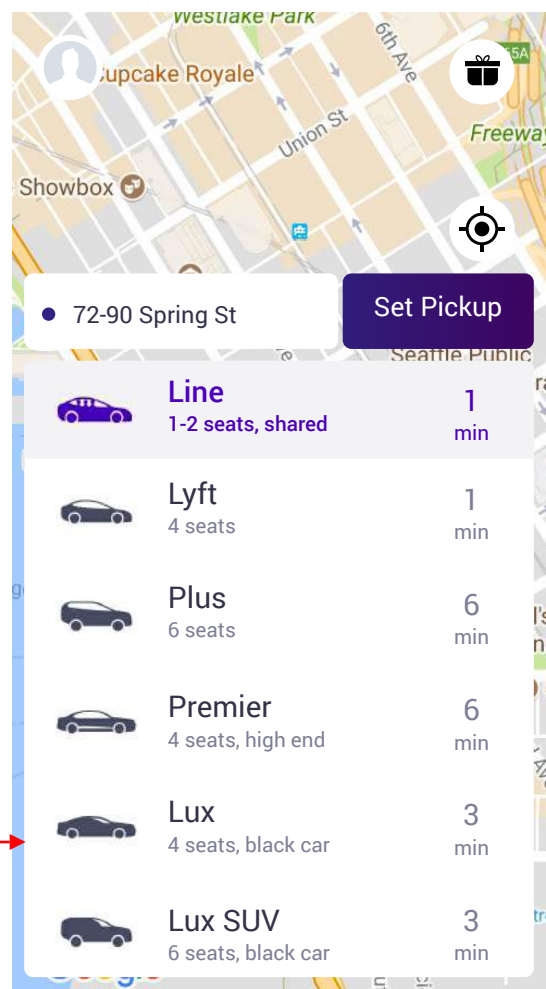 Westlake Park
Cupcake Royale
6th Ave
5A
Union St
Freeway
Showbox
72-90 Spring St
Set Pickup
Seattle Public
Line
1-2 seats, shared
1
min
Lyft
4 seats
1
min
Plus
6 seats
6
min
Premier
4 seats, high end
6
min
Lux
4 seats, black car
3
min
Lux SUV
6 seats, black car
3
min
Google